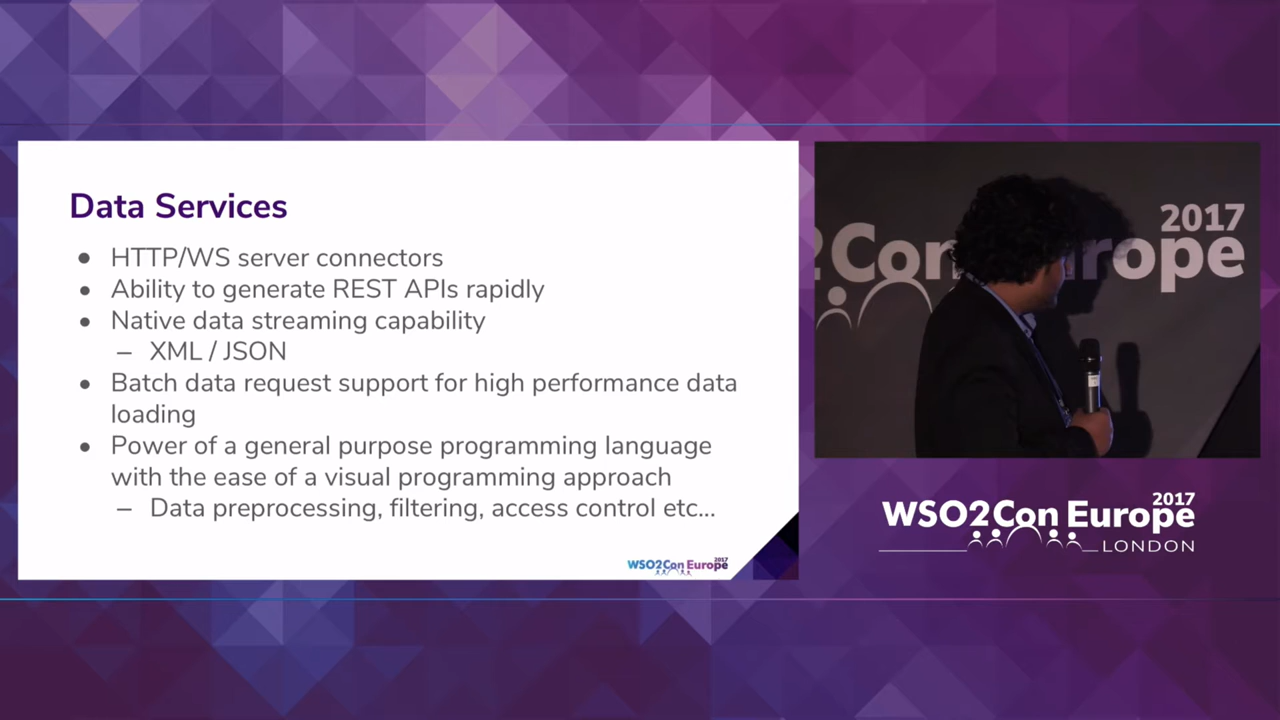 Data Services
● HTTP/WS server connectors
● Ability to generate REST APIs rapidly
● Native data streaming capability
– XML / JSON
● Batch data request support for high performance data
loading
● Power of a general purpose programming language
with the ease of a visual programming approach
– Data preprocessing, filtering, access control etc...
WSO2Con Europe 2017
2017
2Con Europe
2017
WSO2Con Europe
LONDON